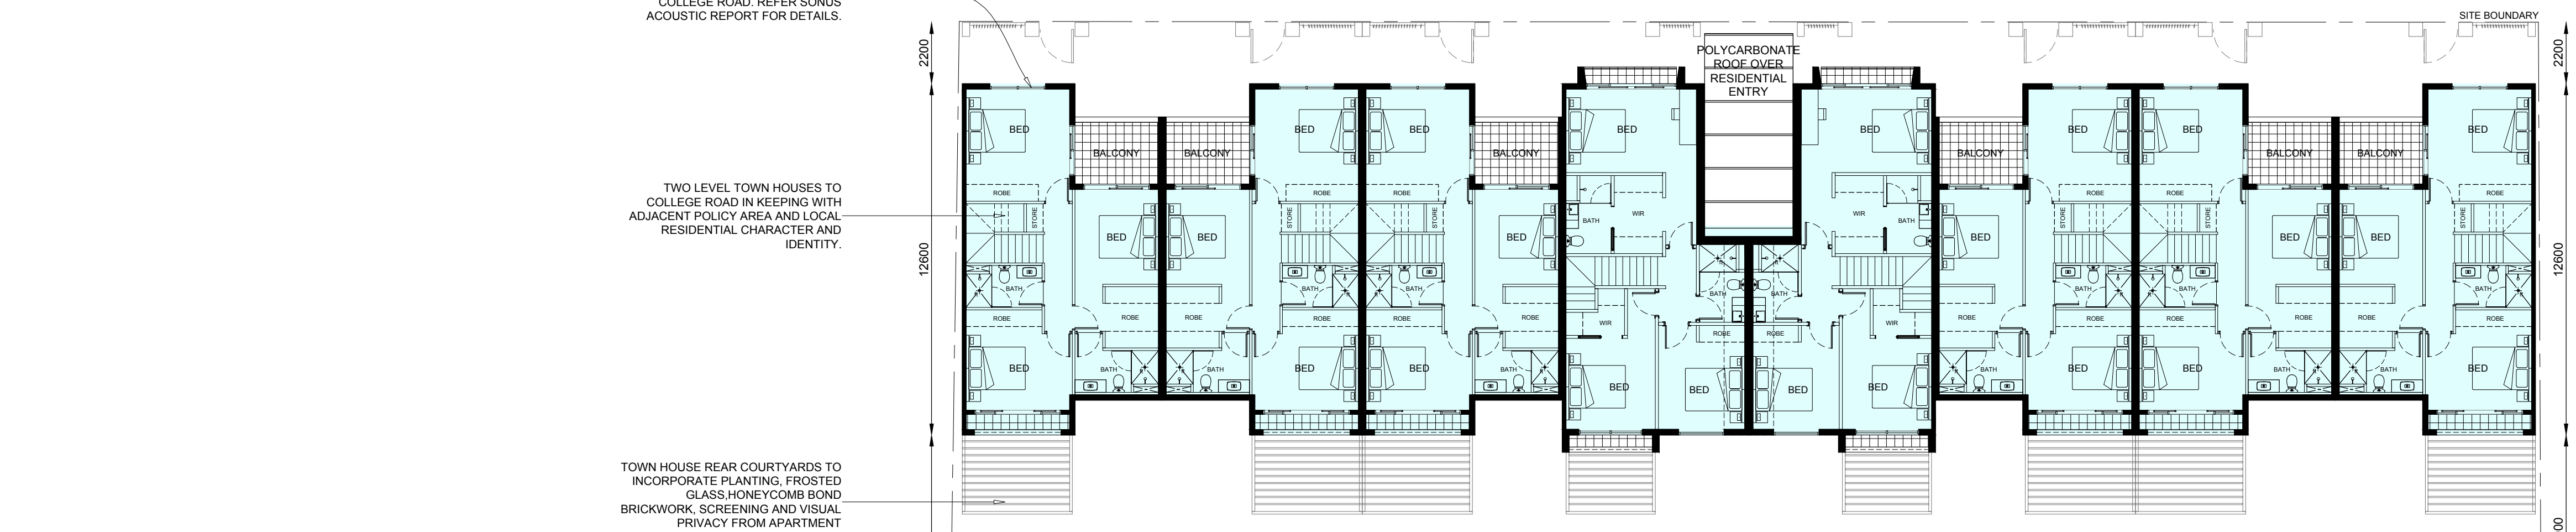 COLLEGE ROAD. REFER SONUS
ACOUSTIC REPORT FOR DETAILS.
SITE BOUNDARY
2200
2200
POLYCARBONATE
ROOF OVER
RESIDENTIAL
ENTRY
BED
BED
BED
BED
BED
BED
BED
BED
BALCONY
BALCONY
BALCONY
BALCONY
BALCONY
BALCONY
TWO LEVEL TOWN HOUSES TO
COLLEGE ROAD IN KEEPING WITH
ADJACENT POLICY AREA AND LOCAL
RESIDENTIAL CHARACTER AND
IDENTITY.
ROBE
ROBE
ROBE
ROBE
ROBE
ROBE
STORE
STORE
STORE
STORE
STORE
STORE
WIR
WIR
BATH
BATH
BED
BED
BED
BED
BED
BED
12600
12600
BATH
BATH
BATH
BATH
BATH
BATH
BATH
BATH
ROBE
ROBE
ROBE
ROBE
ROBE
ROBE
ROBE
ROBE
ROBE
ROBE
ROBE
ROBE
WIR
WIR
ROBE
ROBE
BATH
BATH
BATH
BATH
BATH
BATH
BED
BED
BED
BED
BED
BED
BED
BED
BED
BED
TOWN HOUSE REAR COURTYARDS TO
INCORPORATE PLANTING, FROSTED
GLASS,HONEYCOMB BOND
BRICKWORK, SCREENING AND VISUAL
PRIVACY FROM APARTMENT